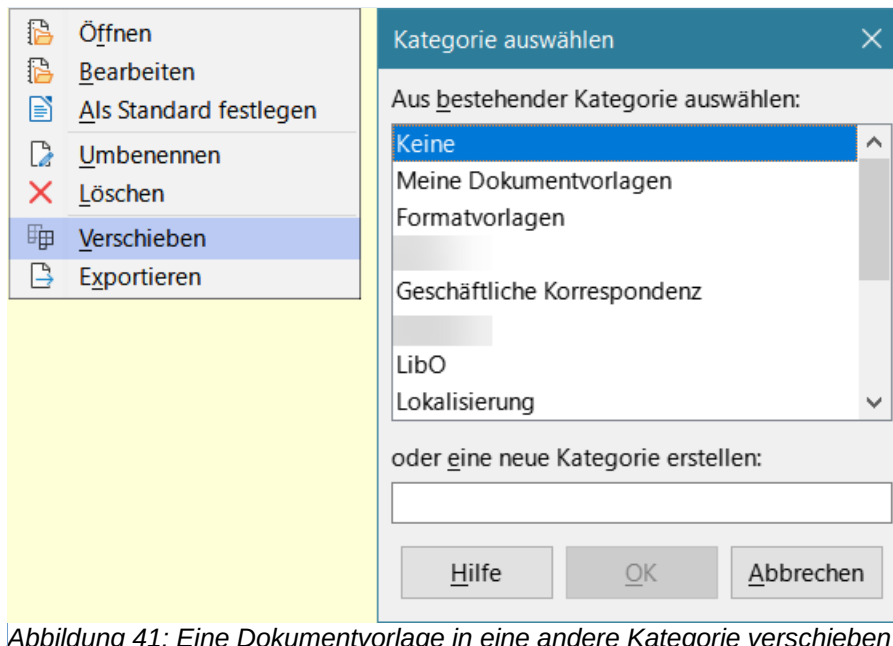 Öffnen
Bearbeiten
Als Standard festlegen
Umbenennen
Löschen
Verschieben
Exportieren
Kategorie auswählen
Aus bestehender Kategorie auswählen:
Keine
Meine Dokumentvorlagen
Formatvorlagen
Geschäftliche Korrespondenz
LibO
Lokalisierung
oder eine neue Kategorie erstellen:
Hilfe
OK
Abbrechen
Abbildung 41: Eine Dokumentvorlage in eine andere Kategorie verschieben